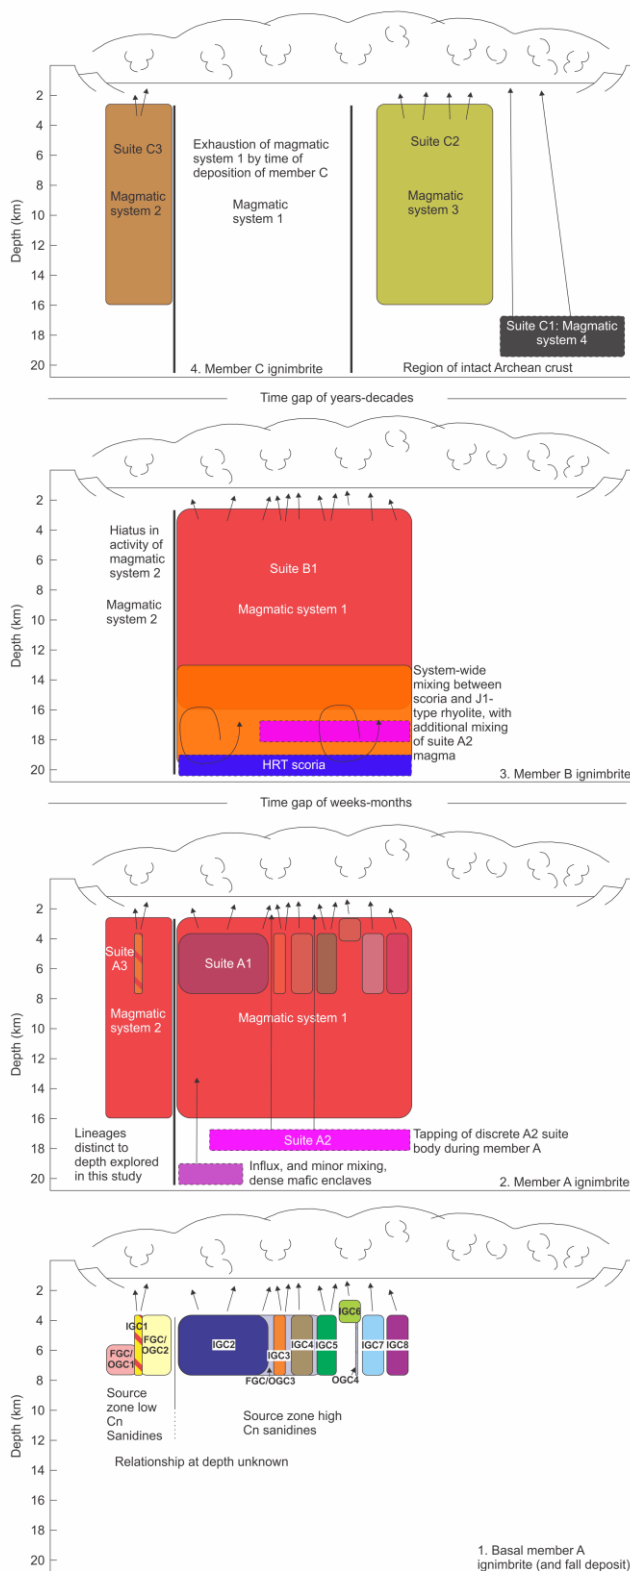 2
4
6
8
10
12
14
16
18
20
Depth (km)
Suite C3
Magmatic
system 2
Exhaustion of magmatic
system 1 by time of
deposition of member C
Magmatic
system 1
Suite C2
Magmatic
system 3
Suite C1: Magmatic
system 4
4. Member C ignimbrite
Region of intact Archean crust
Time gap of years-decades
2
4
6
8
10
12
14
16
18
20
Depth (km)
Hiatus in
activity of
magmatic
system 2
Magmatic
system 2
Suite B1
Magmatic system 1
System-wide
mixing between
scoria and J1-
type rhyolite, with
additional mixing
of suite A2
magma
HRT scoria
3. Member B ignimbrite
Time gap of weeks-months
2
4
6
8
10
12
14
16
18
20
Depth (km)
Suite
A3
Magmatic
system 2
Suite A1
Magmatic system 1
Lineages
distinct to
depth explored
in this study
Suite A2
Tapping of discrete A2 suite
body during member A
Influx, and minor mixing,
dense mafic enclaves
2. Member A ignimbrite
2
4
6
8
10
12
14
16
18
20
Depth (km)
FGC/
OGC1
IGC1
FGC/
OGC2
IGC2
IGC3
FGC/OGC3
IGC4
IGC5
IGC6
OGC4
IGC7
IGC8
Source
zone low
Cn
Sanidines
Source zone high
Cn sanidines
Relationship at depth unknown
1. Basal member A
ignimbrite (and fall deposit)